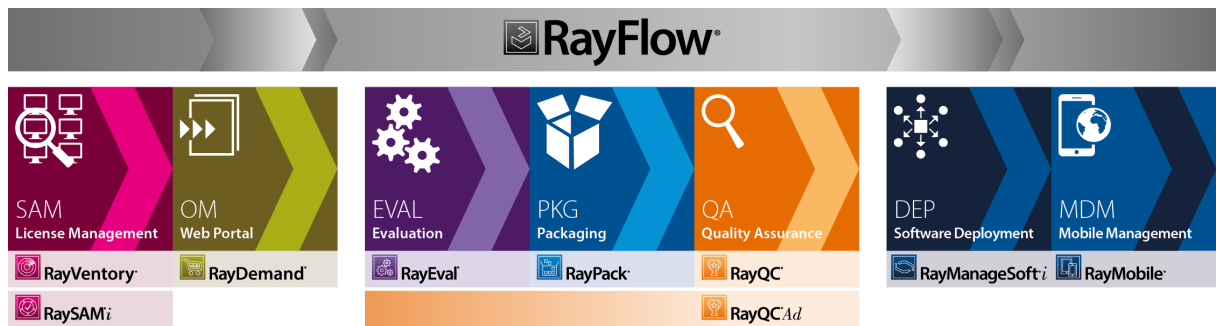 RayFlow®
SAM
License Management
OM
Web Portal
EVAL
Evaluation
PKG
Packaging
QA
Quality Assurance
DEP
Software Deployment
MDM
Mobile Management
RayVentory®
RayDemand®
RayEval®
RayPack®
RayQC®
RayManageSoft®i
RayMobile®
RaySAM®i
RayQC®Ad